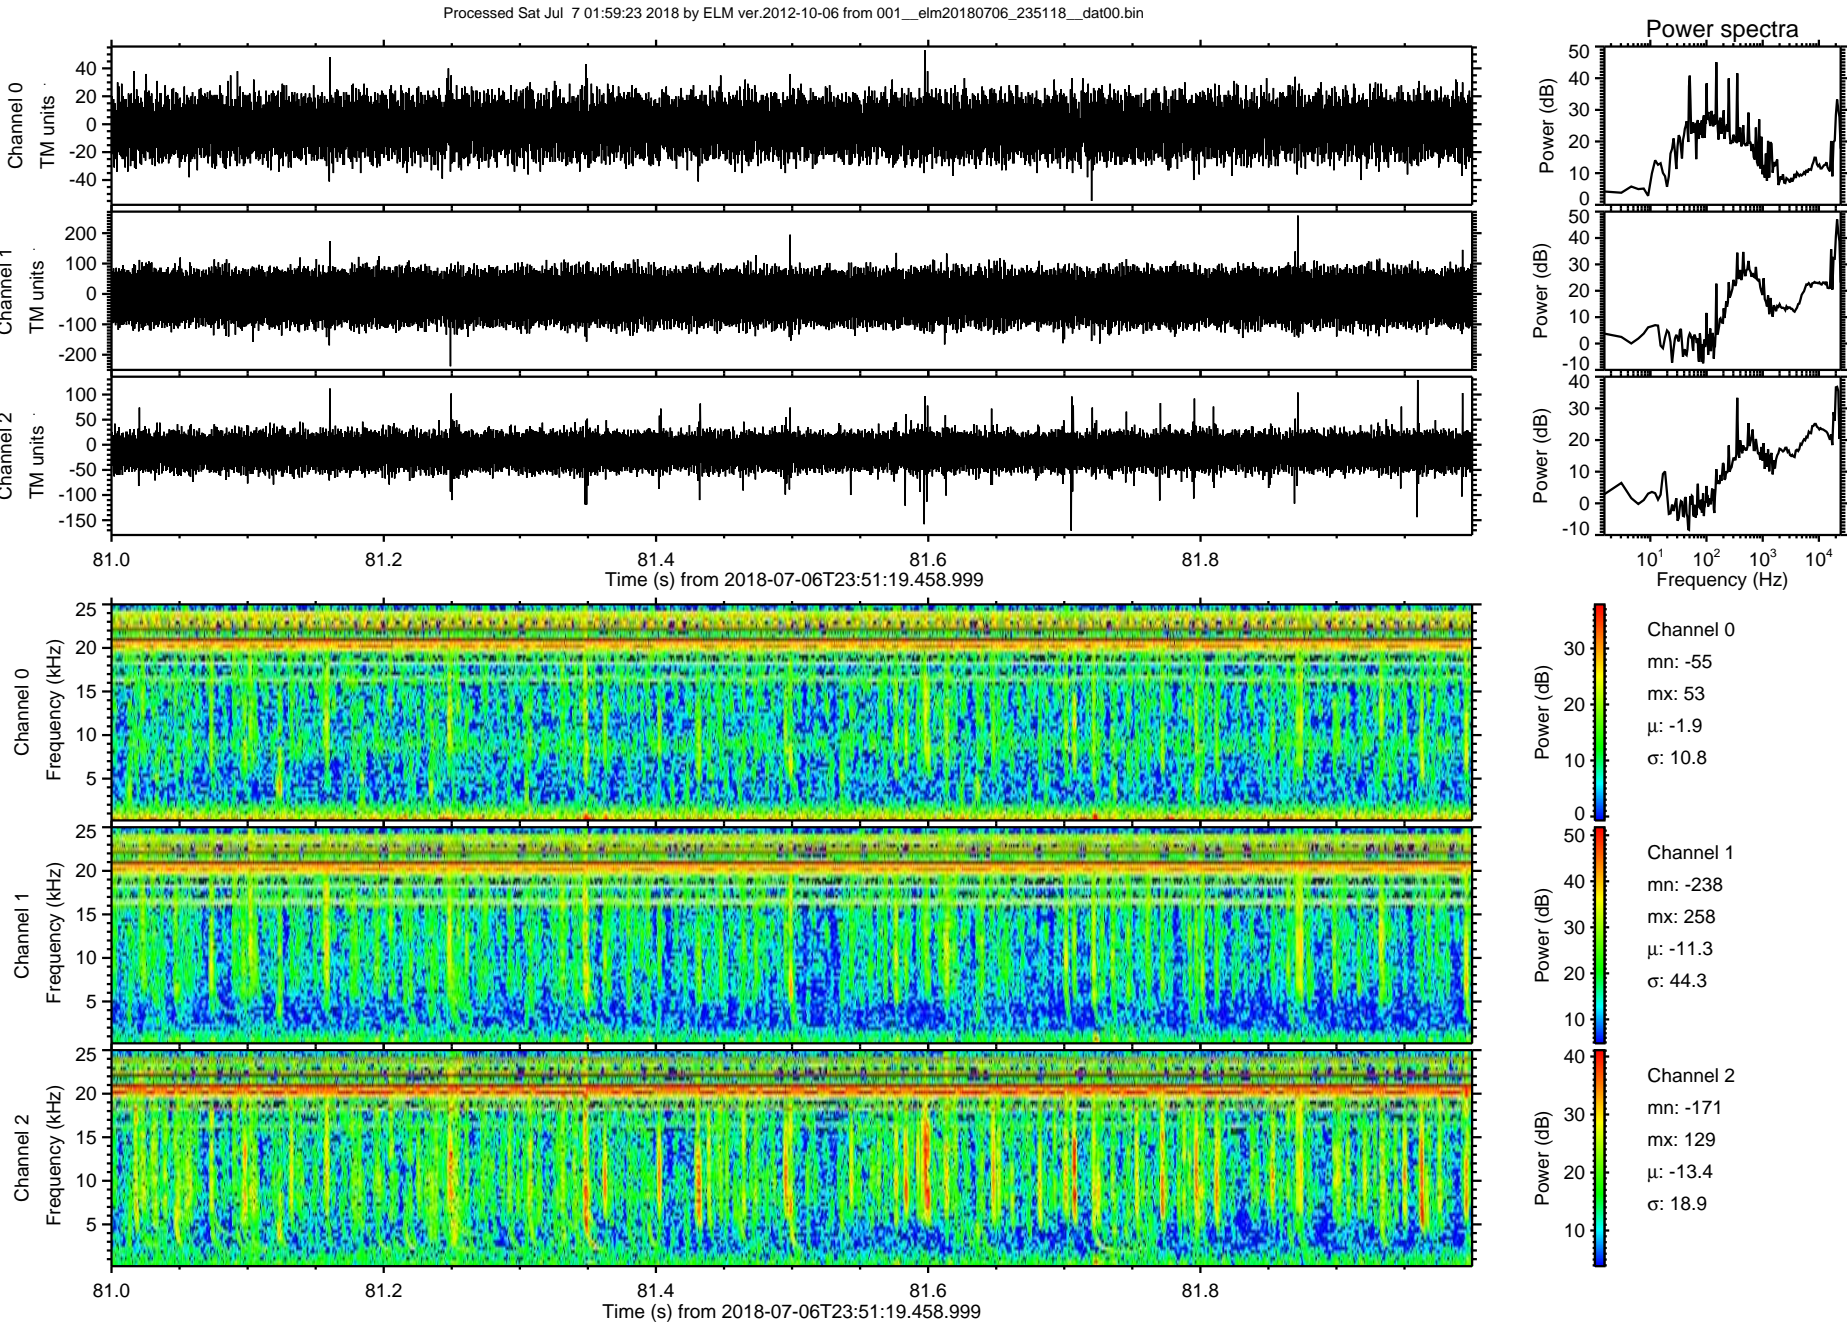 Processed Sat Jul  7 01:59:23 2018 by ELM ver.2012-10-06 from 001__elm20180706_235118__dat00.bin
Power spectra
Channel 0
TM units
40
20
0
-20
-40
Power (dB)
50
40
30
20
10
0
Channel 1
TM units
200
100
0
-100
-200
Power (dB)
50
40
30
20
10
0
-10
Channel 2
TM units
100
50
0
-50
-100
-150
Power (dB)
40
30
20
10
0
-10
81.0 81.2 81.4 81.6 81.8
Time (s) from 2018-07-06T23:51:19.458.999
10¹ 10² 10³ 10⁴
Frequency (Hz)
Channel 0
Frequency (kHz)
25
20
15
10
5
Power (dB)
30
20
10
0
Channel 0
mn: -55
mx: 53
μ: -1.9
σ: 10.8
Channel 1
Frequency (kHz)
25
20
15
10
5
Power (dB)
50
40
30
20
10
Channel 1
mn: -238
mx: 258
μ: -11.3
σ: 44.3
Channel 2
Frequency (kHz)
25
20
15
10
5
Power (dB)
40
30
20
10
Channel 2
mn: -171
mx: 129
μ: -13.4
σ: 18.9
81.0 81.2 81.4 81.6 81.8
Time (s) from 2018-07-06T23:51:19.458.999